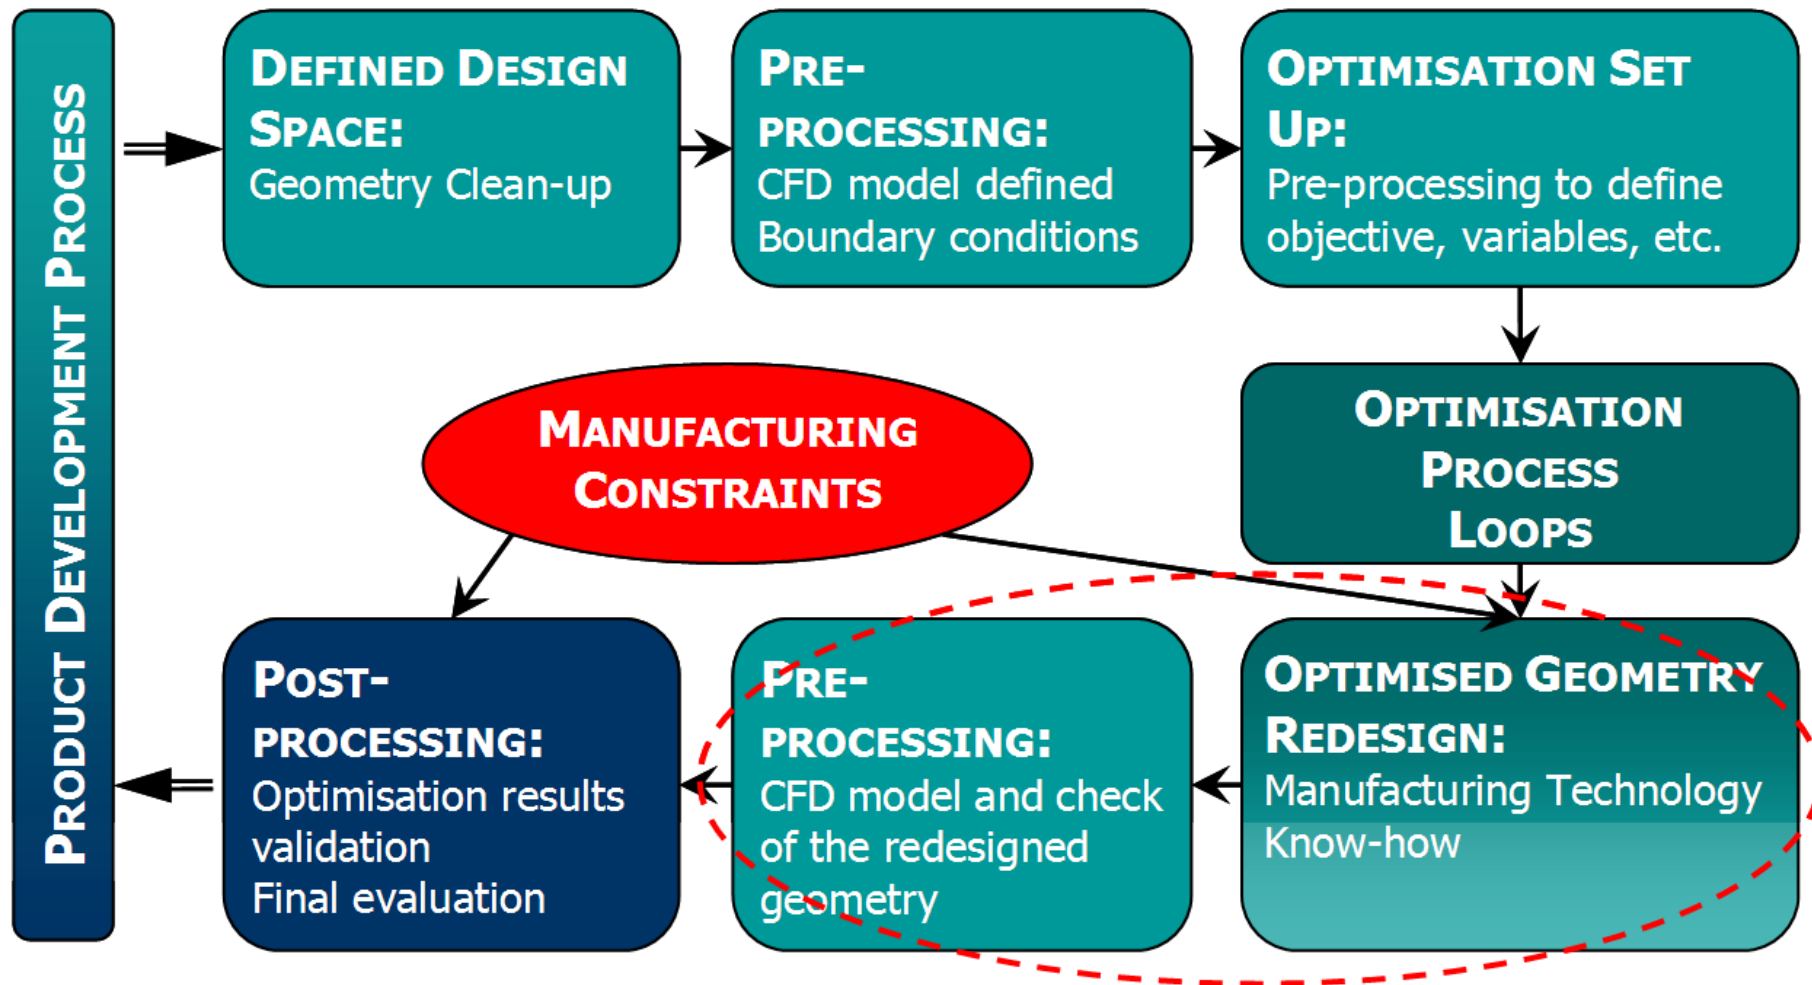 PRODUCT DEVELOPMENT PROCESS
DEFINED DESIGN
SPACE:
Geometry Clean-up
PRE-
PROCESSING:
CFD model defined
Boundary conditions
OPTIMISATION SET
UP:
Pre-processing to define
objective, variables, etc.
MANUFACTURING
CONSTRAINTS
OPTIMISATION
PROCESS
LOOPS
POST-
PROCESSING:
Optimisation results
validation
Final evaluation
PRE-
PROCESSING:
CFD model and check
of the redesigned
geometry
OPTIMISED GEOMETRY
REDESIGN:
Manufacturing Technology
Know-how